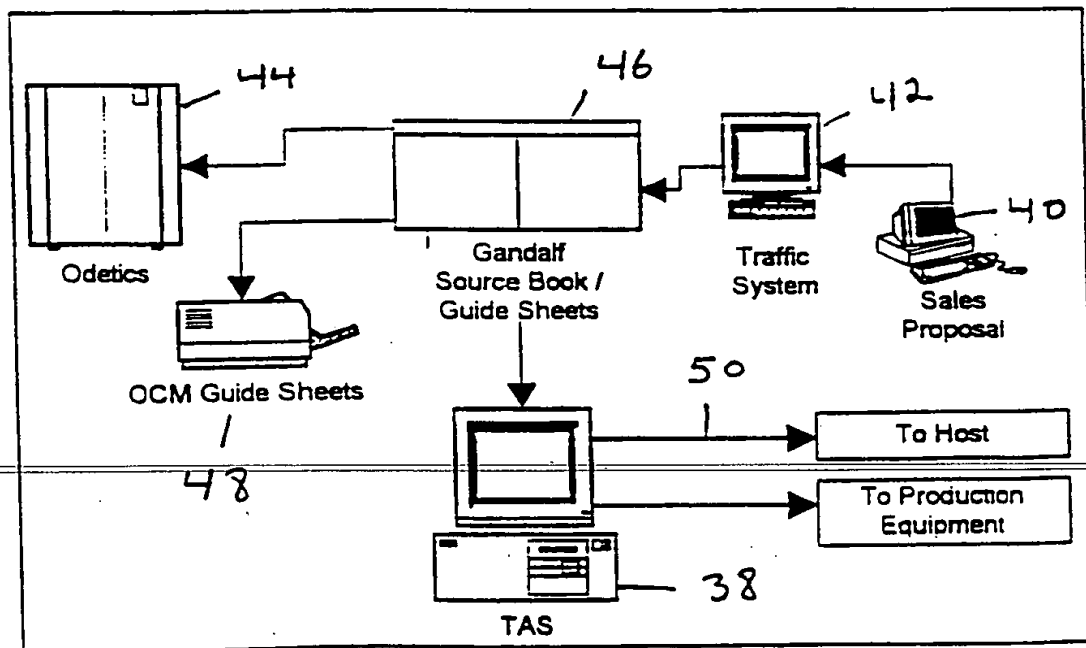 44
46
42
40
Odetics
Gandalf
Source Book /
Guide Sheets
Traffic
System
Sales
Proposal
OCM Guide Sheets
48
50
To Host
To Production
Equipment
38
TAS